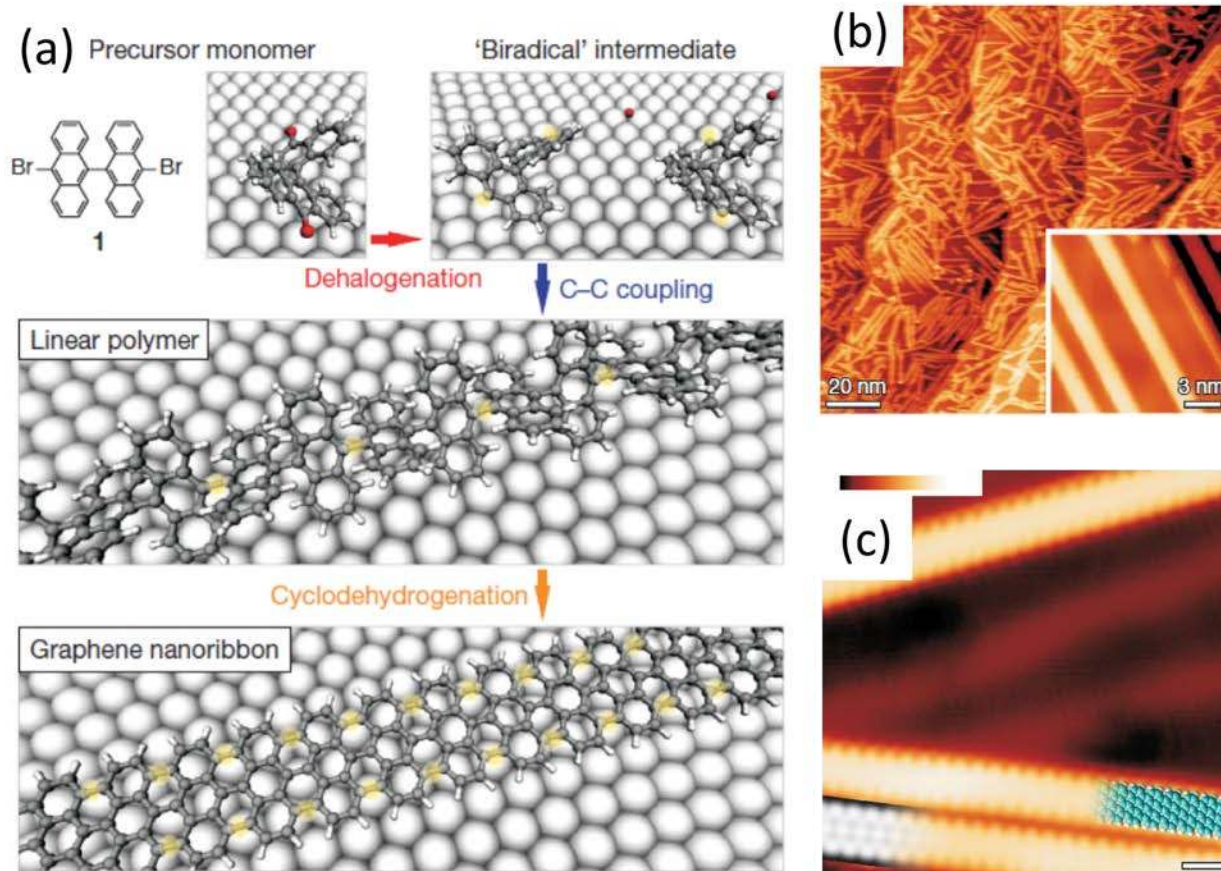 (a)
Precursor monomer
'Biradical' intermediate
Br
Br
1
Dehalogenation
C–C coupling
Linear polymer
Cyclodehydrogenation
Graphene nanoribbon
(b)
20 nm
3 nm
(c)